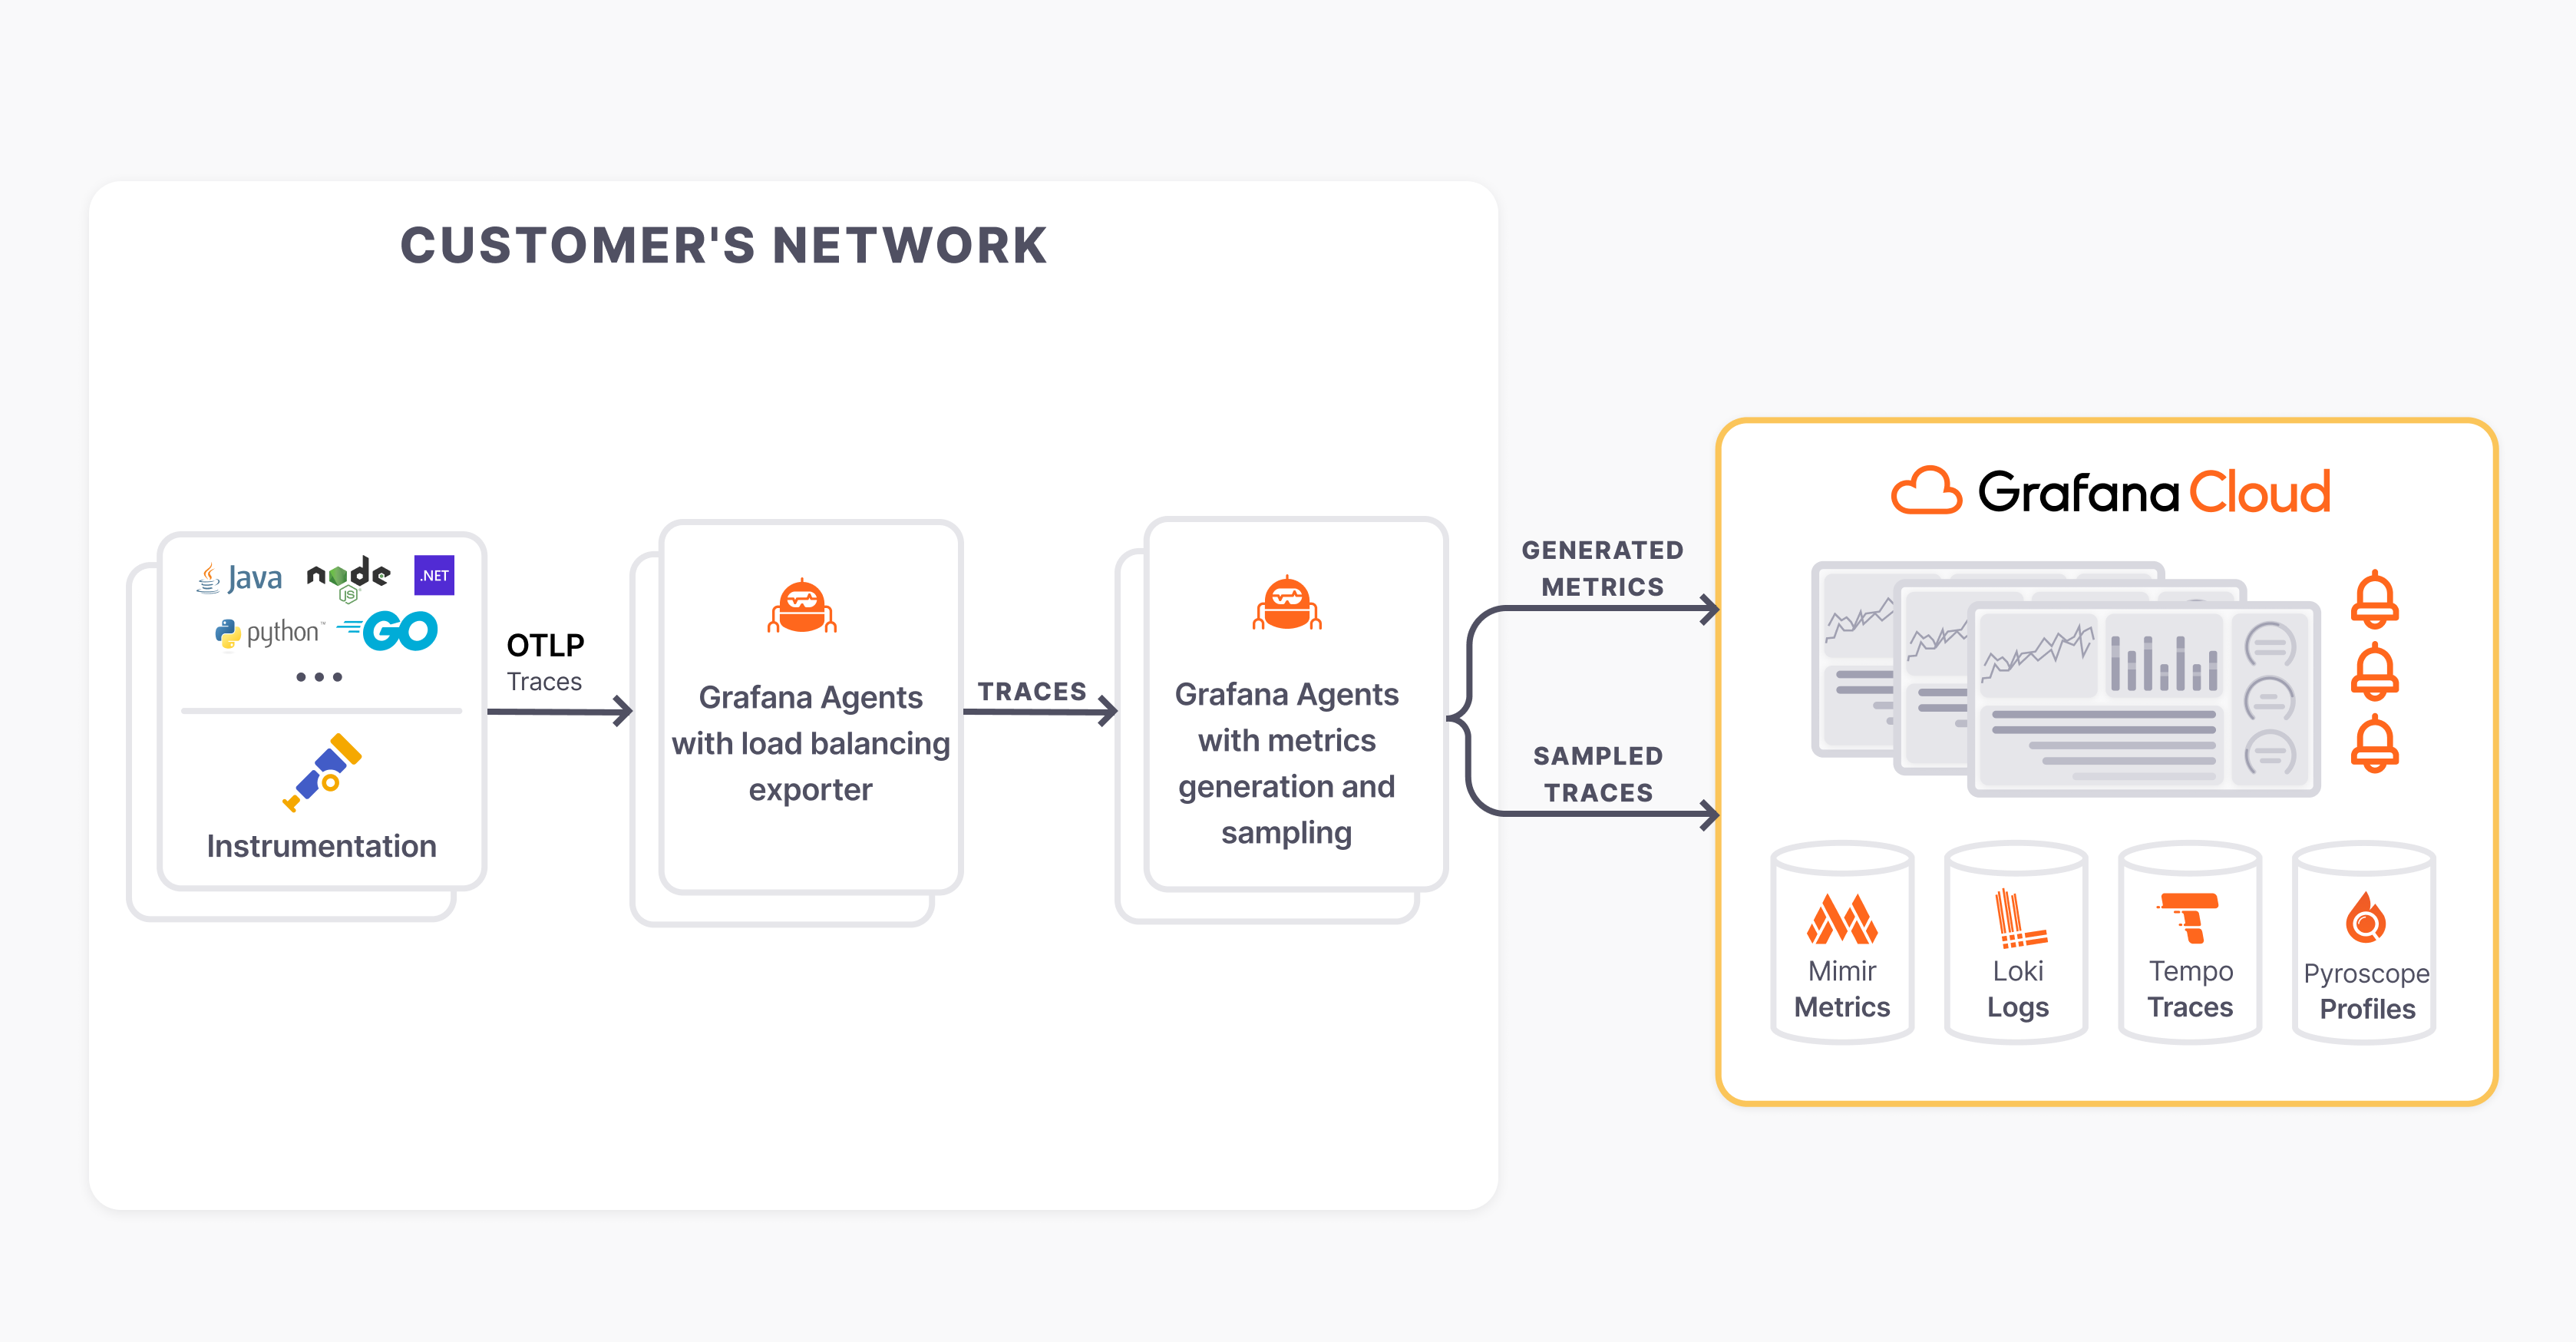 CUSTOMER'S NETWORK
Java
node
JS
.NET
python™
GO
Instrumentation
OTLP
Traces
Grafana Agents
with load balancing
exporter
TRACES
Grafana Agents
with metrics
generation and
sampling
GENERATED
METRICS
SAMPLED
TRACES
Grafana Cloud
Mimir
Metrics
Loki
Logs
Tempo
Traces
Pyroscope
Profiles